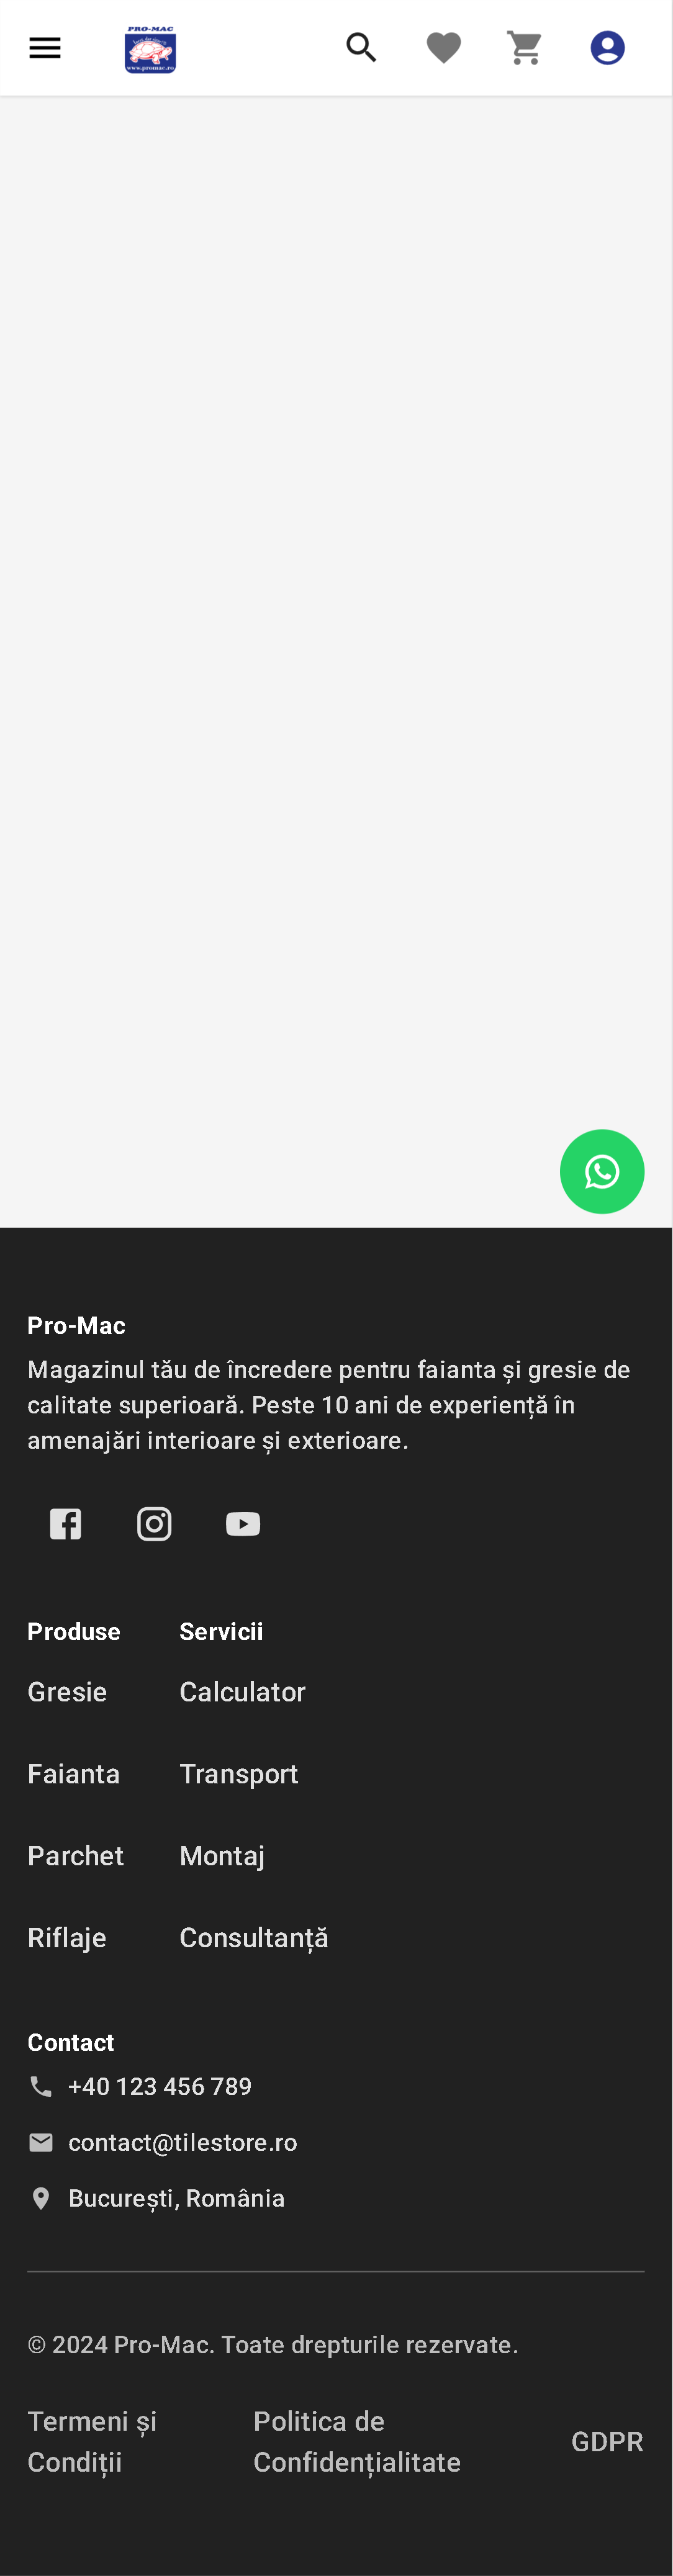 PRO-MAC
www.promac.ro
Pro-Mac
Magazinul tău de încredere pentru faianta și gresie de
calitate superioară. Peste 10 ani de experiență în
amenajări interioare și exterioare.
Produse
Gresie
Faianta
Parchet
Riflaje
Servicii
Calculator
Transport
Montaj
Consultanță
Contact
+40 123 456 789
contact@tilestore.ro
București, România
© 2024 Pro-Mac. Toate drepturile rezervate.
Termeni și
Condiții
Politica de
Confidențialitate
GDPR